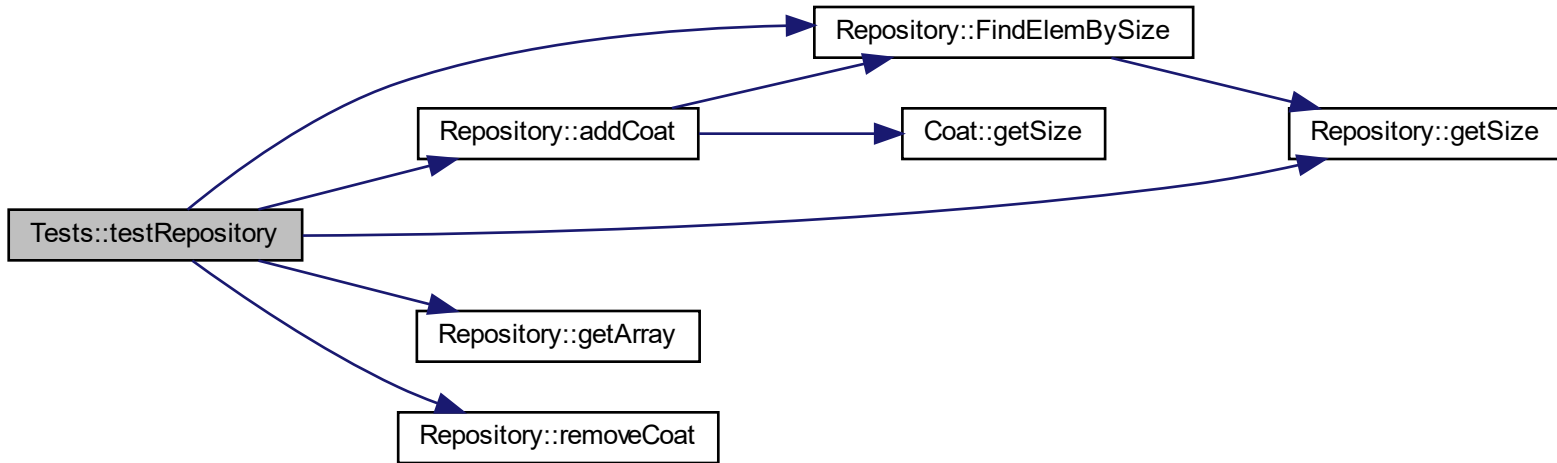 Repository::FindElemBySize
Repository::addCoat
Coat::getSize
Repository::getSize
Tests::testRepository
Repository::getArray
Repository::removeCoat